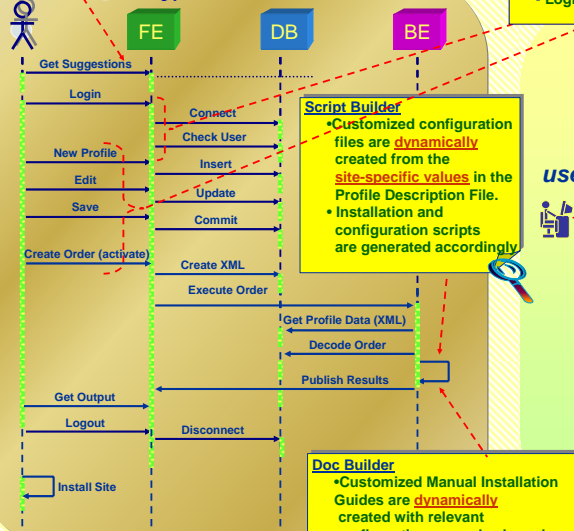 • Logi
FE
DB
BE
Get Suggestions
Login
Connect
Check User
New Profile
Insert
Edit
Update
Save
Commit
Create Order (activate)
Create XML
Execute Order
Get Profile Data (XML)
Decode Order
Publish Results
Get Output
Logout
Disconnect
Install Site
Script Builder
•Customized configuration
files are dynamically
created from the
site-specific values in the
Profile Description File.
• Installation and
configuration scripts
are generated accordingly
use
Doc Builder
•Customized Manual Installation
Guides are dynamically
created with relevant